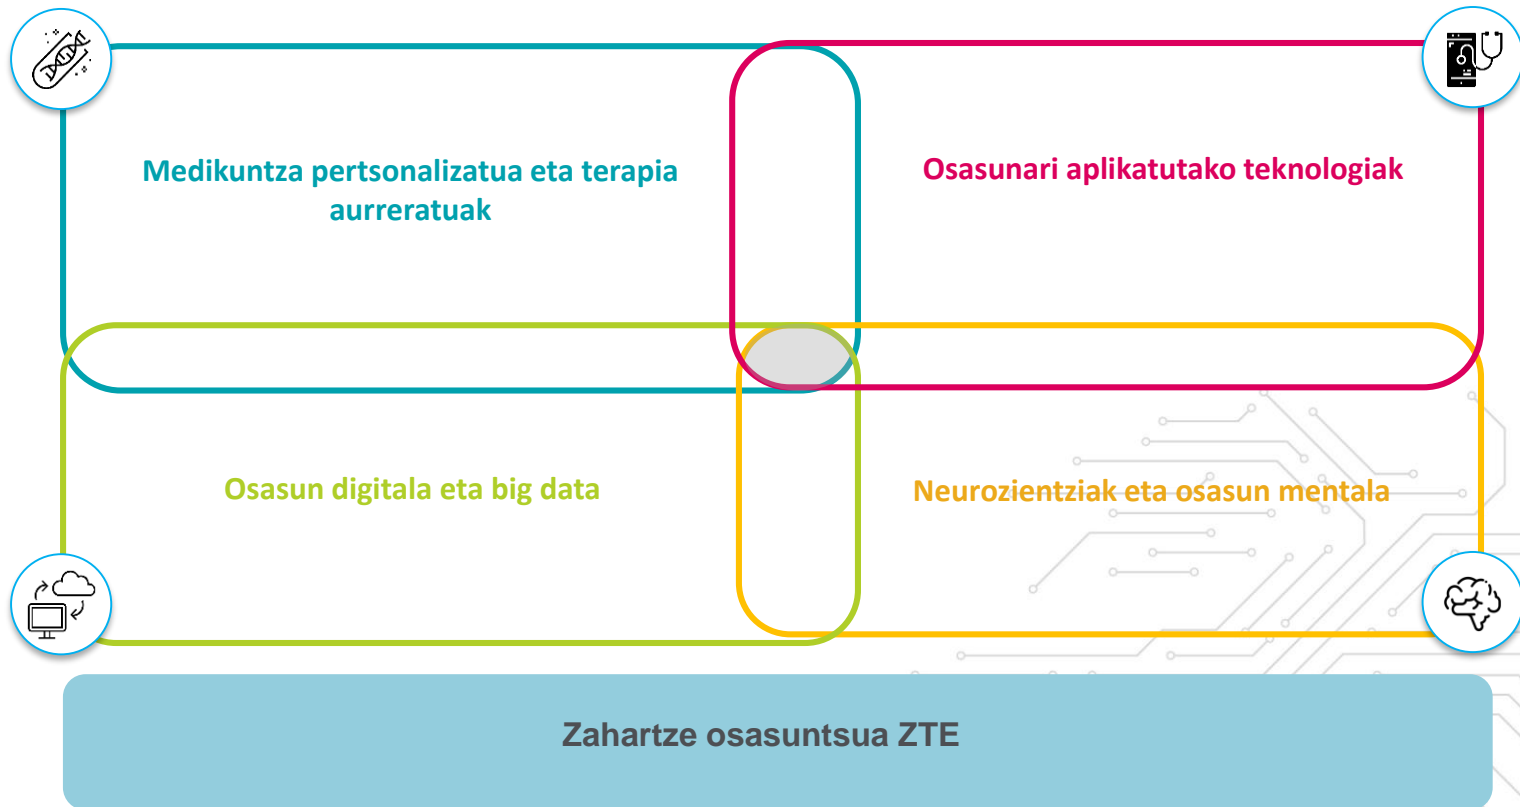 Medikuntza pertsonalizatua eta terapia
aurreratuak
Osasunari aplikatutako teknologiak
Osasun digitala eta big data
Neurozientziak eta osasun mentala
Zahartze osasuntsua ZTE